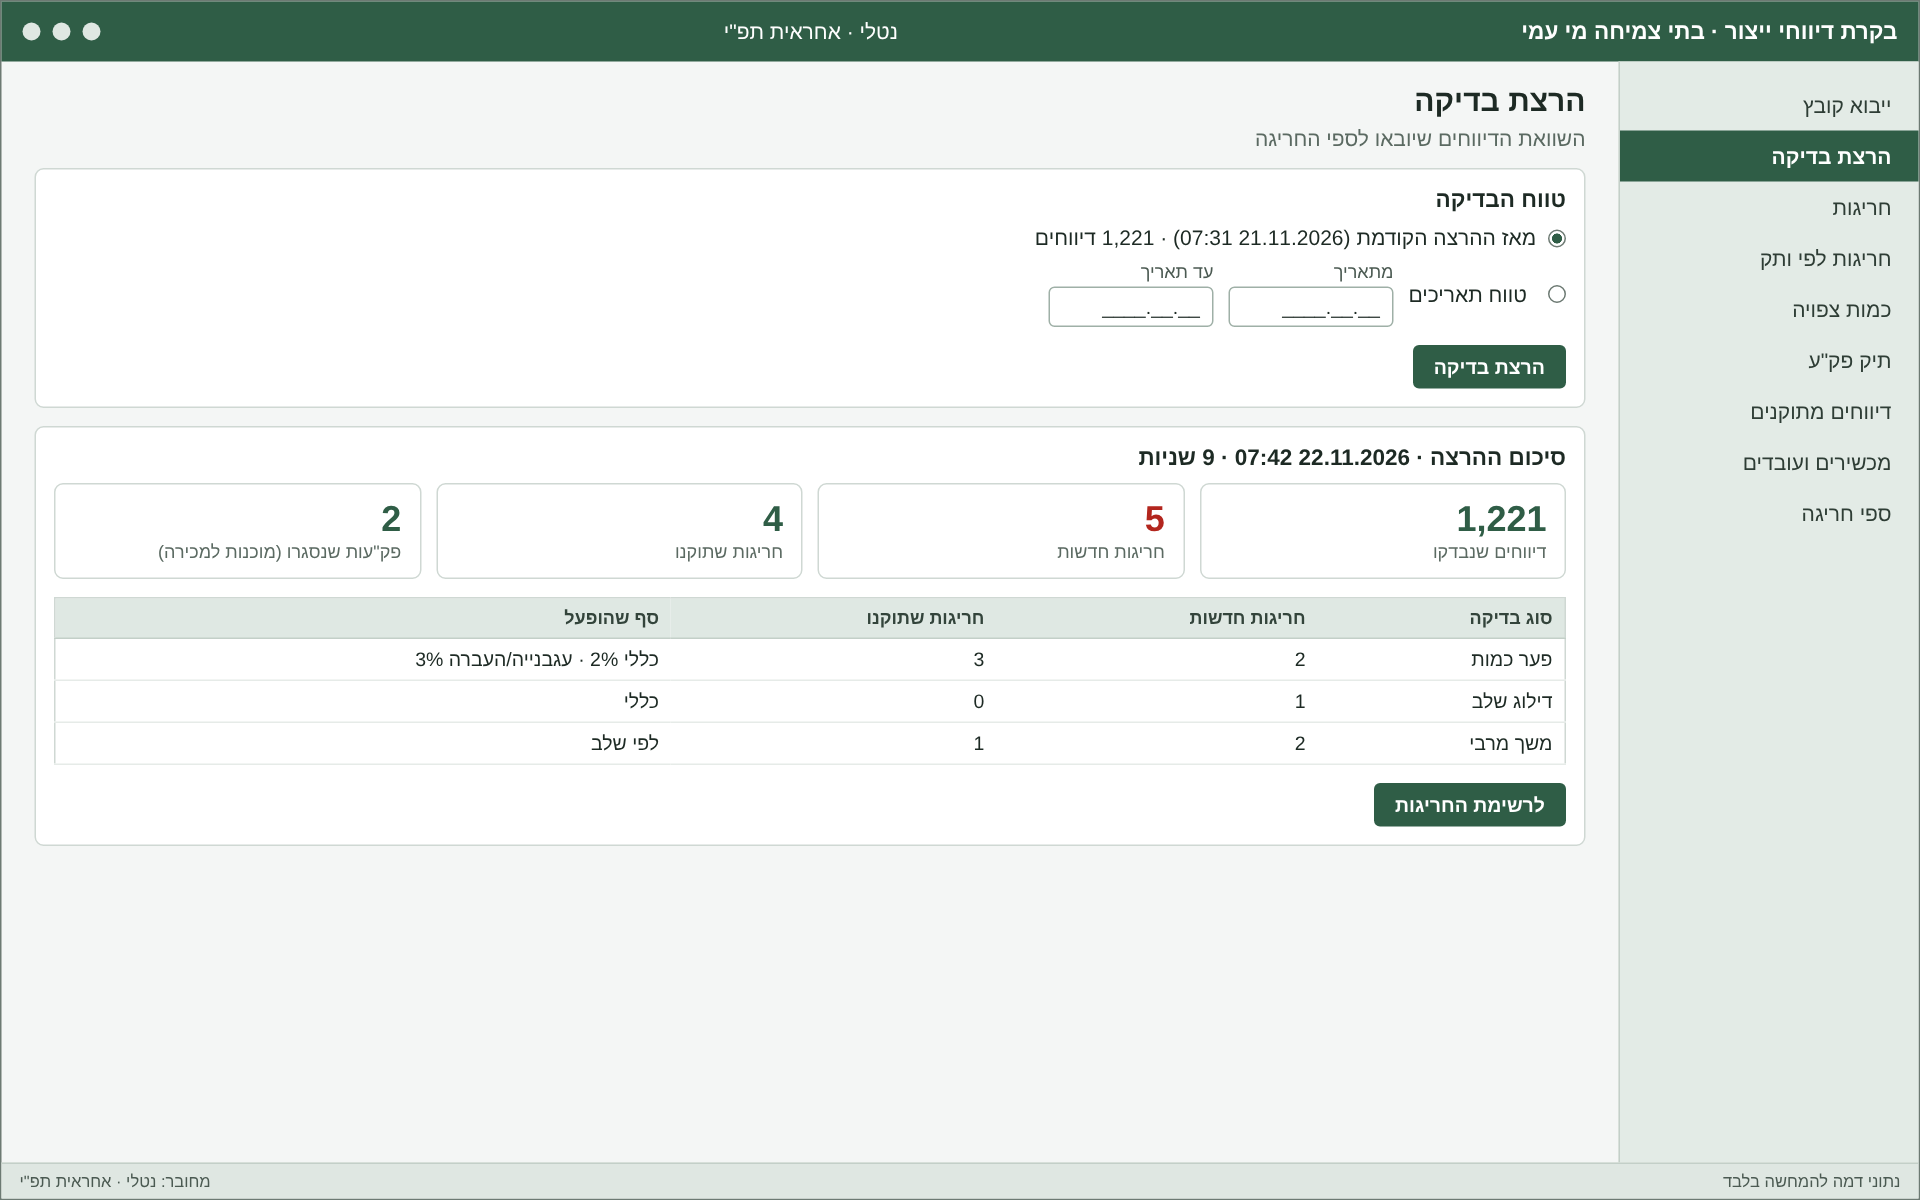 בקרת דיווחי ייצור · בתי צמיחה מי עמי
נטלי · אחראית תפ"י
ייבוא קובץ
הרצת בדיקה
חריגות
חריגות לפי ותק
כמות צפויה
תיק פק"ע
דיווחים מתוקנים
מכשירים ועובדים
ספי חריגה
הרצת בדיקה
השוואת הדיווחים שיובאו לספי החריגה
טווח הבדיקה
מאז ההרצה הקודמת (21.11.2026 07:31) · 1,221 דיווחים
טווח תאריכים
מתאריך
__.__.____
עד תאריך
__.__.____
הרצת בדיקה
סיכום ההרצה · 22.11.2026 07:42 · 9 שניות
1,221
דיווחים שנבדקו
5
חריגות חדשות
4
חריגות שתוקנו
2
פק"עות שנסגרו (מוכנות למכירה)
סוג בדיקה חריגות חדשות חריגות שתוקנו סף שהופעל
פער כמות 2 3 כללי 2% · עגבנייה/העברה 3%
דילוג שלב 1 0 כללי
משך מרבי 2 1 לפי שלב
לרשימת החריגות
נתוני דמה להמחשה בלבד
מחובר: נטלי · אחראית תפ"י